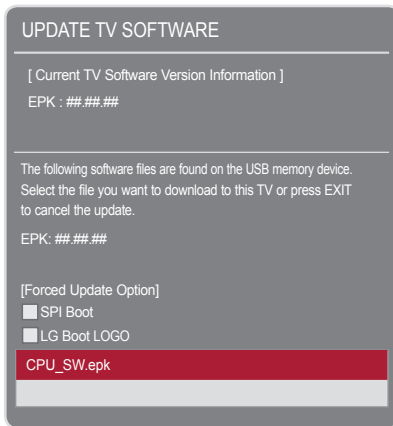 UPDATE TV SOFTWARE
[ Current TV Software Version Information ]
EPK : ##.##.##
The following software files are found on the USB memory device.
Select the file you want to download to this TV or press EXIT
to cancel the update.
EPK: ##.##.##
[Forced Update Option]
SPI Boot
LG Boot LOGO
CPU_SW.epk